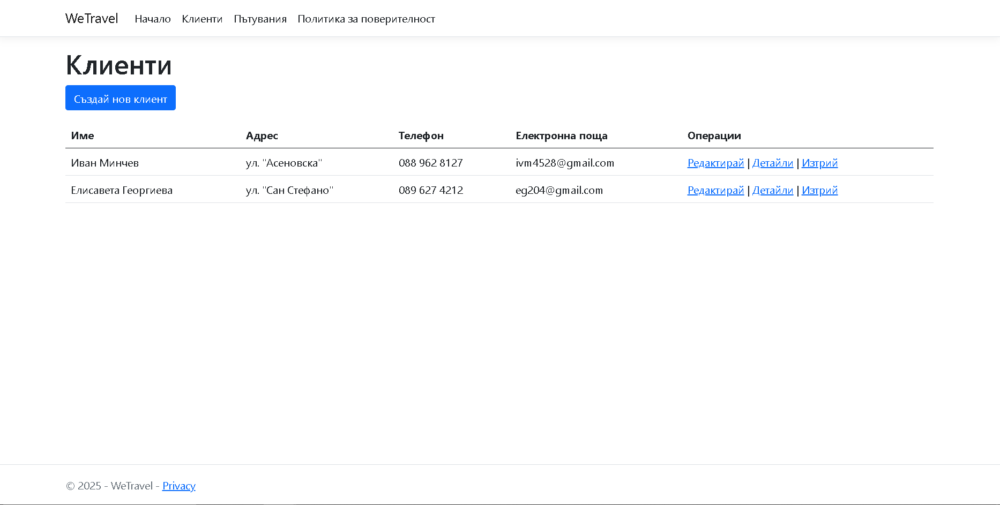 WeTravel Начало Клиенти Пътувания Политика за поверителност
Клиенти
Създай нов клиент
Име Адрес Телефон Електронна поща Операции
Иван Минчев ул. "Асеновска" 088 962 8127 ivm4528@gmail.com Редактирай | Детайли | Изтрий
Елисавета Георгиева ул. "Сан Стефано" 089 627 4212 eg204@gmail.com Редактирай | Детайли | Изтрий
© 2025 - WeTravel - Privacy